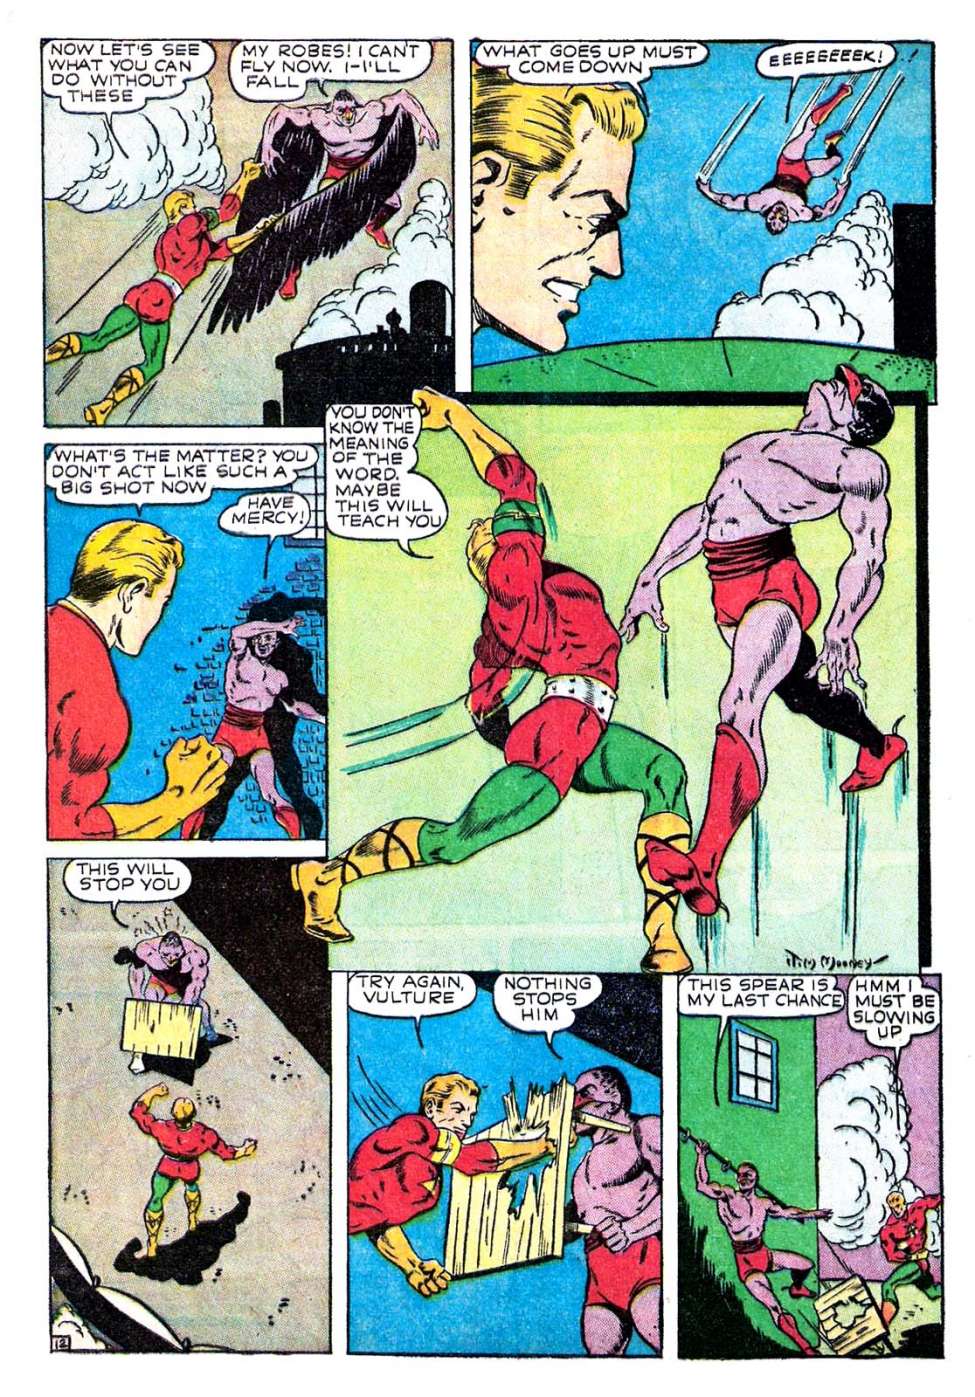 NOW LET'S SEE
WHAT YOU CAN
DO WITHOUT
THESE
MY ROBES! I CAN'T
FLY NOW. I-I'LL
FALL
WHAT GOES UP MUST
COME DOWN
EEEEEEEEK!
WHAT'S THE MATTER? YOU
DON'T ACT LIKE SUCH A
BIG SHOT NOW
HAVE
MERCY!
YOU DON'T
KNOW THE
MEANING
OF THE
WORD.
MAYBE
THIS WILL
TEACH YOU
JIM MOONEY
THIS WILL
STOP YOU
12
TRY AGAIN,
VULTURE
NOTHING
STOPS
HIM
THIS SPEAR IS
MY LAST CHANCE
HMM I
MUST BE
SLOWING
UP